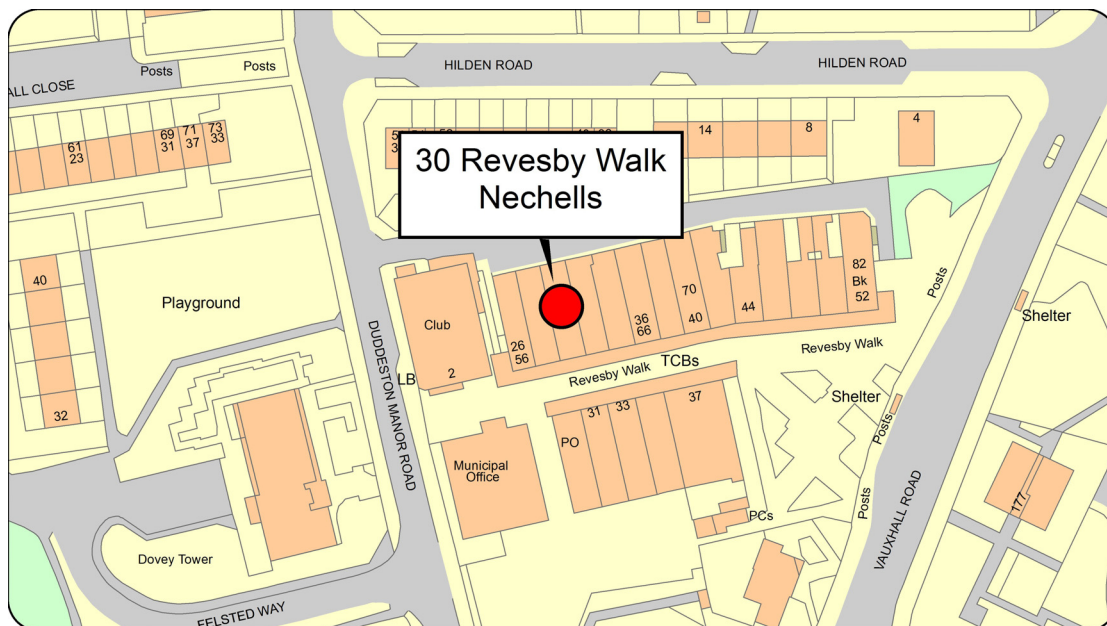 30 Revesby Walk
Nechells
HILDEN ROAD
HILDEN ROAD
Posts
Posts
ALL CLOSE
69
31
71
37
73
33
61
23
14
8
4
40
32
Playground
Club
2
LB
DUDDESTON MANOR ROAD
26
56
36
66
70
40
44
82
Bk
52
Revesby Walk
TCBs
Revesby Walk
Posts
Shelter
Shelter
Posts
Posts
VAUXHALL ROAD
177
31
33
37
PO
Municipal
Office
PCs
Dovey Tower
FELSTED WAY